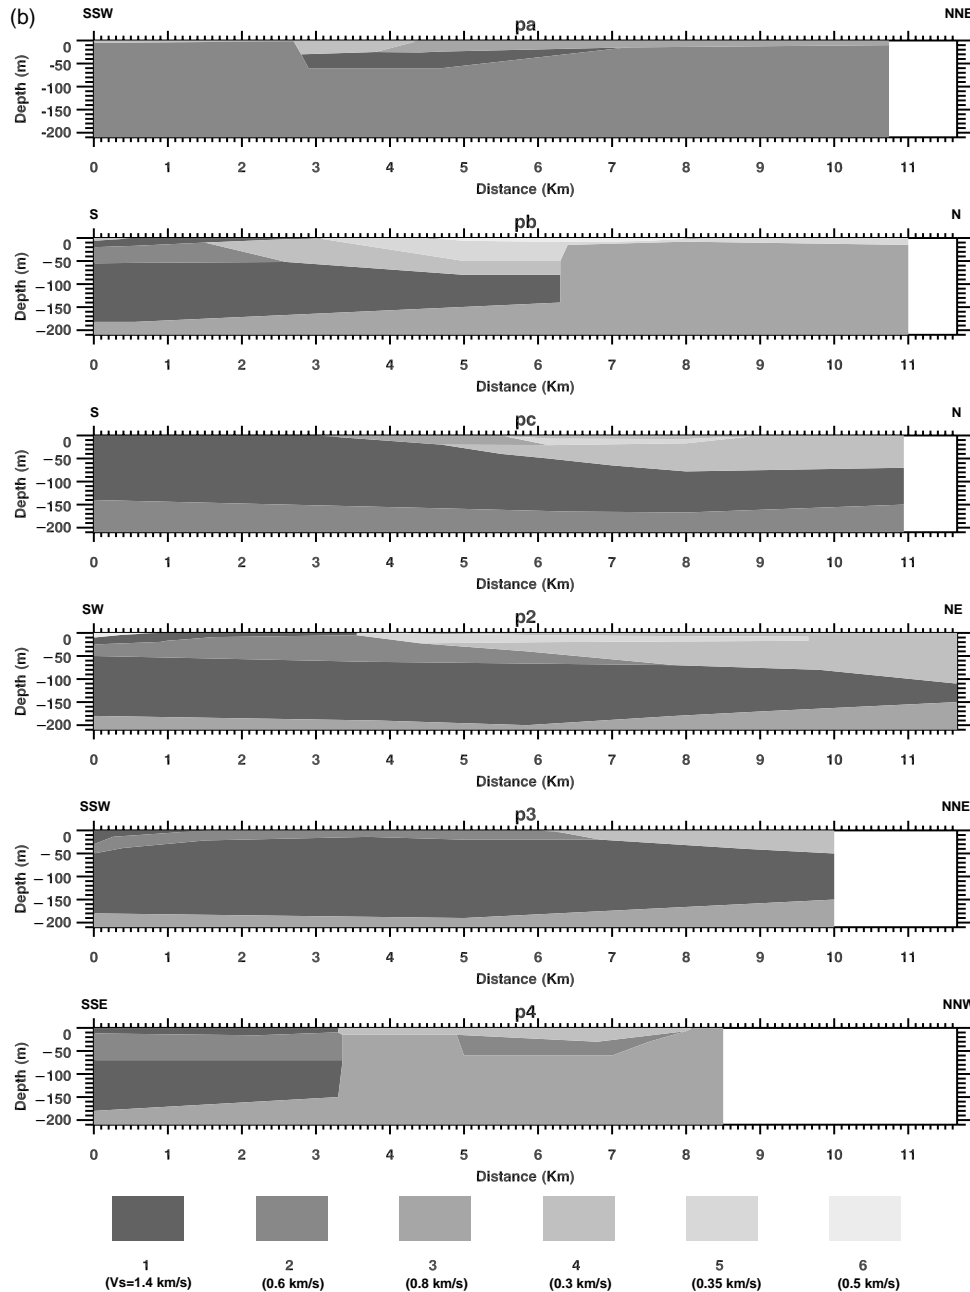 (b)
SSW pa NNE
0
-50
-100
-150
-200
Depth (m)
0 1 2 3 4 5 6 7 8 9 10 11
Distance (Km)
S pb N
0
−50
−100
−150
−200
Depth (m)
0 1 2 3 4 5 6 7 8 9 10 11
Distance (Km)
S pc N
0
−50
−100
−150
−200
Depth (m)
0 1 2 3 4 5 6 7 8 9 10 11
Distance (Km)
SW p2 NE
0
−50
−100
−150
−200
Depth (m)
0 1 2 3 4 5 6 7 8 9 10 11
Distance (Km)
SSW p3 NNE
0
−50
−100
−150
−200
Depth (m)
0 1 2 3 4 5 6 7 8 9 10 11
Distance (Km)
SSE p4 NNW
0
−50
−100
−150
−200
Depth (m)
0 1 2 3 4 5 6 7 8 9 10 11
Distance (Km)
1 2 3 4 5 6
(Vs=1.4 km/s) (0.6 km/s) (0.8 km/s) (0.3 km/s) (0.35 km/s) (0.5 km/s)